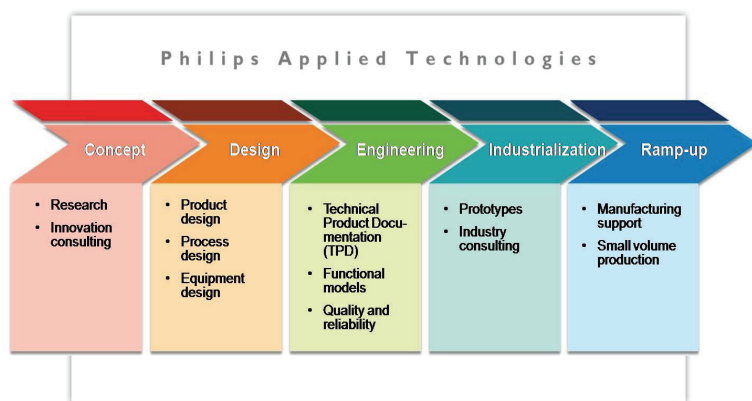 Philips Applied Technologies
Concept
Design
Engineering
Industrialization
Ramp-up
• Research
• Innovation
consulting
• Product
design
• Process
design
• Equipment
design
• Technical
Product Docu-
mentation
(TPD)
• Functional
models
• Quality and
reliability
• Prototypes
• Industry
consulting
• Manufacturing
support
• Small volume
production